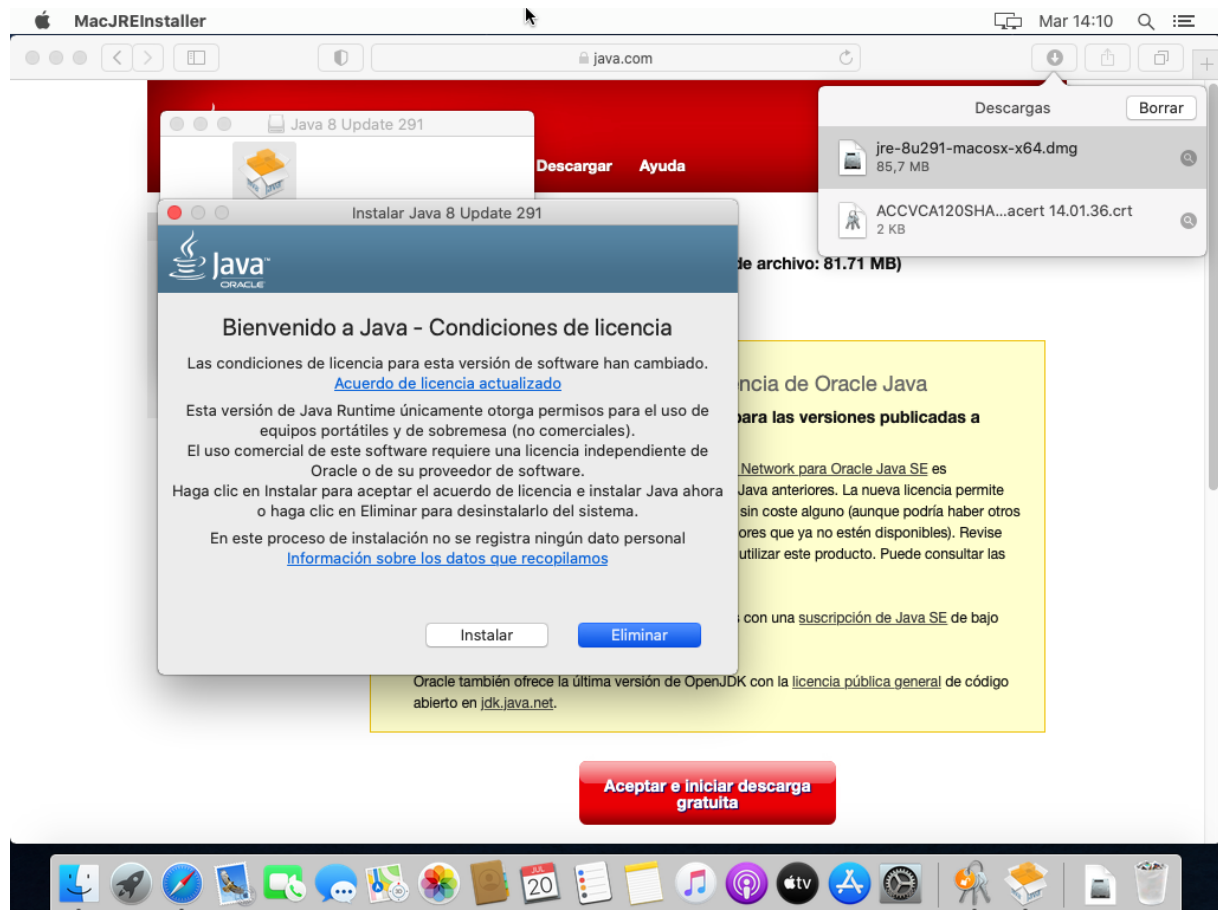 MacJREInstaller
Mar 14:10
java.com
Descargas
Borrar
jre-8u291-macosx-x64.dmg
85,7 MB
ACCVCA120SHA...acert 14.01.36.crt
2 KB
Java 8 Update 291
Descargar Ayuda
Instalar Java 8 Update 291
Java™
ORACLE
de archivo: 81.71 MB)
Bienvenido a Java - Condiciones de licencia
Las condiciones de licencia para esta versión de software han cambiado.
Acuerdo de licencia actualizado
Esta versión de Java Runtime únicamente otorga permisos para el uso de
equipos portátiles y de sobremesa (no comerciales).
El uso comercial de este software requiere una licencia independiente de
Oracle o de su proveedor de software.
Haga clic en Instalar para aceptar el acuerdo de licencia e instalar Java ahora
o haga clic en Eliminar para desinstalarlo del sistema.
En este proceso de instalación no se registra ningún dato personal
Información sobre los datos que recopilamos
Instalar
Eliminar
encia de Oracle Java
para las versiones publicadas a
Network para Oracle Java SE es
Java anteriores. La nueva licencia permite
sin coste alguno (aunque podría haber otros
ores que ya no estén disponibles). Revise
utilizar este producto. Puede consultar las
con una suscripción de Java SE de bajo
Oracle también ofrece la última versión de OpenJDK con la licencia pública general de código
abierto en jdk.java.net.
Aceptar e iniciar descarga
gratuita
JUL
20
tv